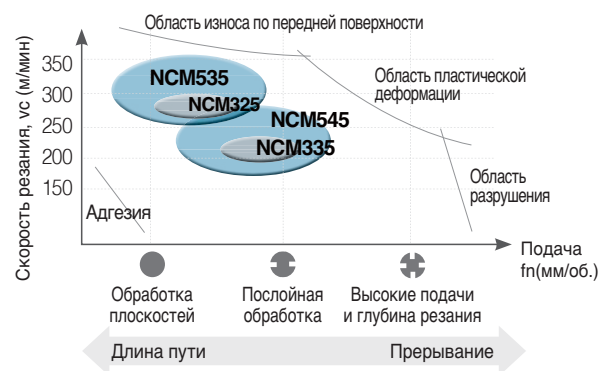 Область износа по передней поверхности
Скорость резания, vc (м/мин)
350
300
250
200
150
NCM535
NCM325
NCM545
NCM335
Область пластической
деформации
Область
разрушения
Адгезия
Подача
fn(мм/об.)
Обработка
плоскостей
Послойная
обработка
Высокие подачи
и глубина резания
Длина пути
Прерывание